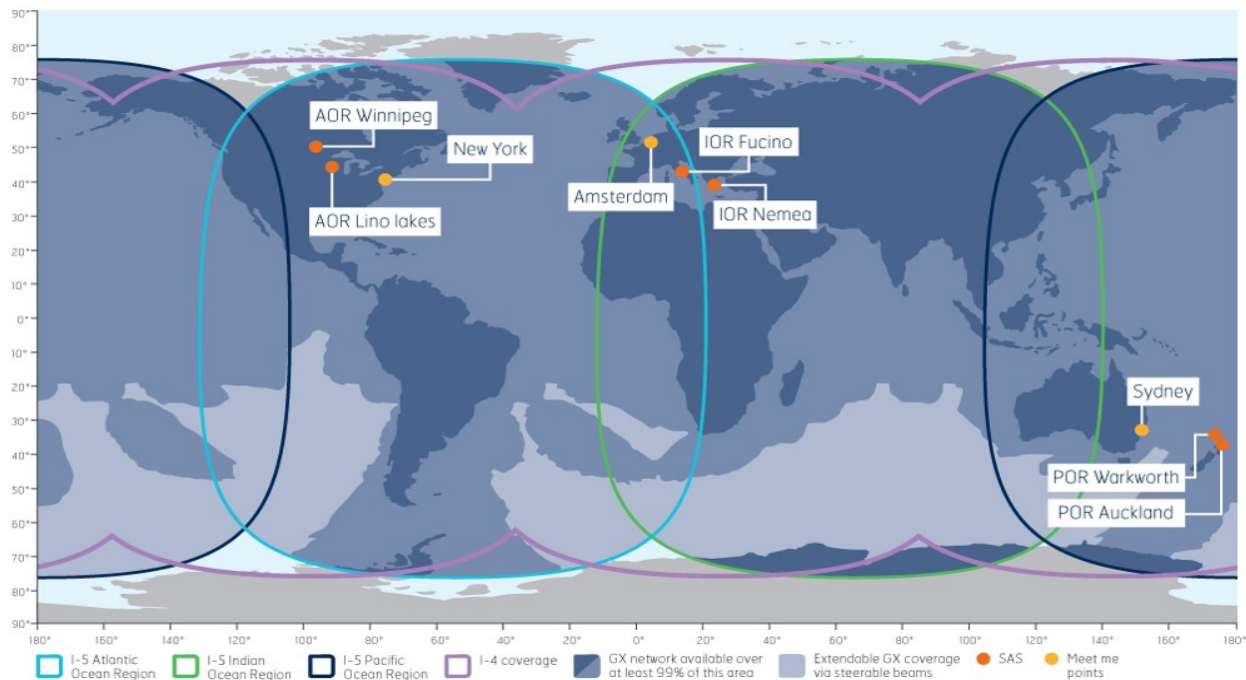 90°
80°
70°
60°
50°
40°
30°
20°
10°
0°
10°
20°
30°
40°
50°
60°
70°
80°
90°
AOR Winnipeg
New York
AOR Lino lakes
IOR Fucino
Amsterdam
IOR Nemea
Sydney
POR Warkworth
POR Auckland
180° 160° 140° 120° 100° 80° 60° 40° 20° 0° 20° 40° 60° 80° 100° 120° 140° 160° 180°
I-5 Atlantic
Ocean Region
I-5 Indian
Ocean Region
I-5 Pacific
Ocean Region
I-4 coverage
GX network available over
at least 99% of this area
Extendable GX coverage
via steerable beams
SAS
Meet me
points